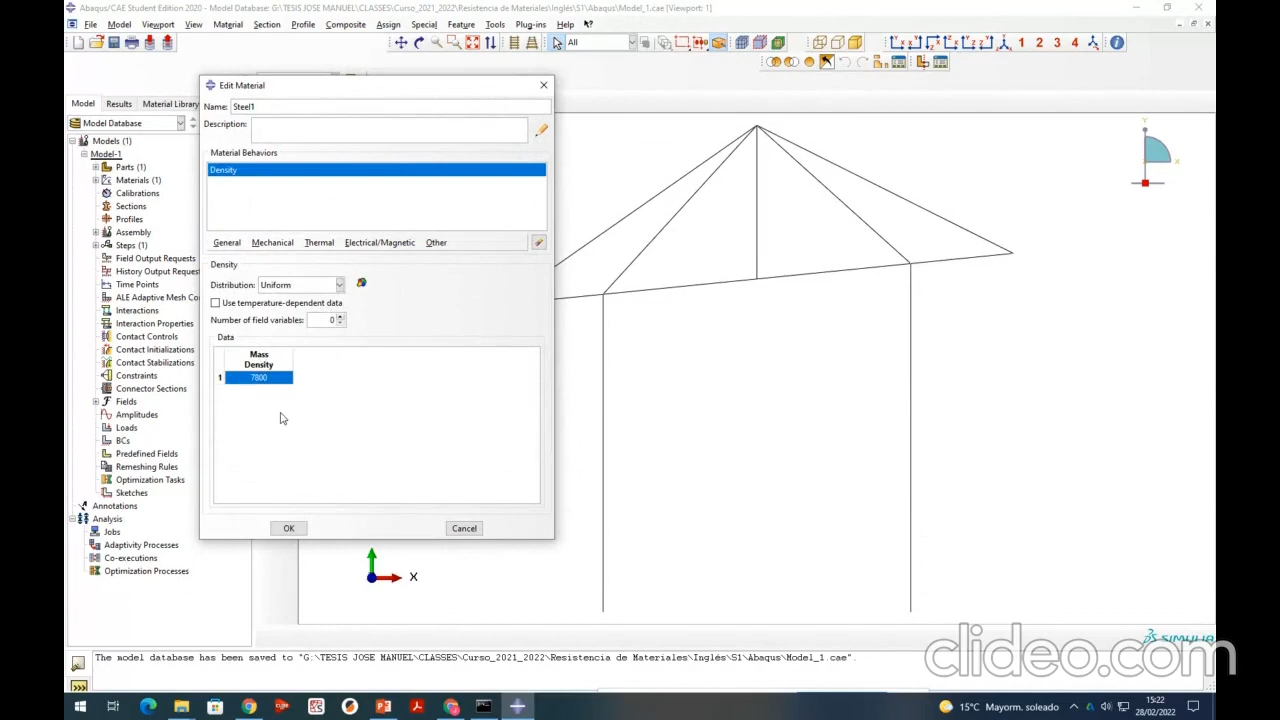 Abaqus/CAE Student Edition 2020 - Model Database: G:\TESIS JOSE MANUEL\CLASSES\Curso_2021_2022\Resistencia de Materiales\Inglés\S1\Abaqus\Model_1.cae [Viewport: 1]
File Model Viewport View Material Section Profile Composite Assign Special Feature Tools Plug-ins Help
All
1 2 3 4
Model Results Material Library
Model Database
Models (1)
Model-1
Parts (1)
Materials (1)
Calibrations
Sections
Profiles
Assembly
Steps (1)
Field Output Requests
History Output Reques
Time Points
ALE Adaptive Mesh Co
Interactions
Interaction Properties
Contact Controls
Contact Initializations
Contact Stabilizations
Constraints
Connector Sections
Fields
Amplitudes
Loads
BCs
Predefined Fields
Remeshing Rules
Optimization Tasks
Sketches
Annotations
Analysis
Jobs
Adaptivity Processes
Co-executions
Optimization Processes
Edit Material
Name: Steel1
Description:
Material Behaviors
Density
General Mechanical Thermal Electrical/Magnetic Other
Density
Distribution: Uniform
Use temperature-dependent data
Number of field variables: 0
Data
Mass
Density
1 7800
OK Cancel
Y
X
X
SIMULIA
The model database has been saved to "G:\TESIS JOSE MANUEL\CLASSES\Curso_2021_2022\Resistencia de Materiales\Inglés\S1\Abaqus\Model_1.cae".
clideo.com
15°C Mayorm. soleado
15:22
28/02/2022